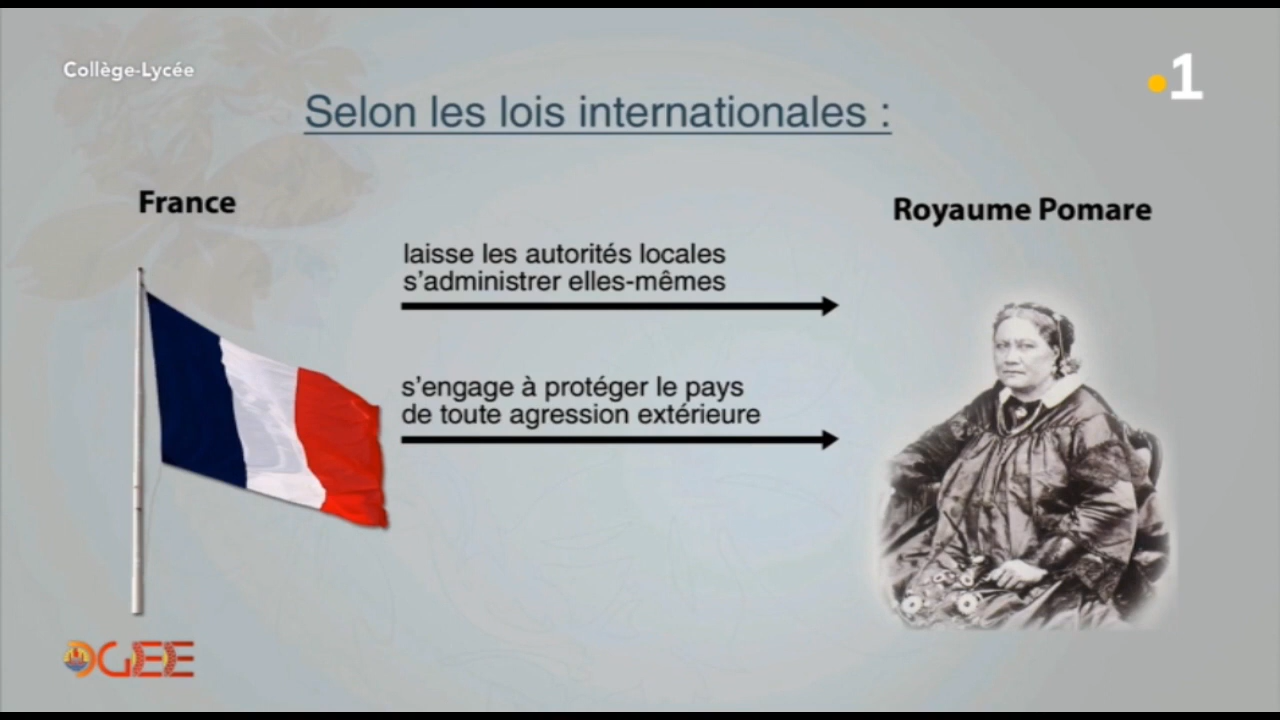 Collège-Lycée
1
Selon les lois internationales :
France
Royaume Pomare
laisse les autorités locales
s'administrer elles-mêmes
s'engage à protéger le pays
de toute agression extérieure
DGEE